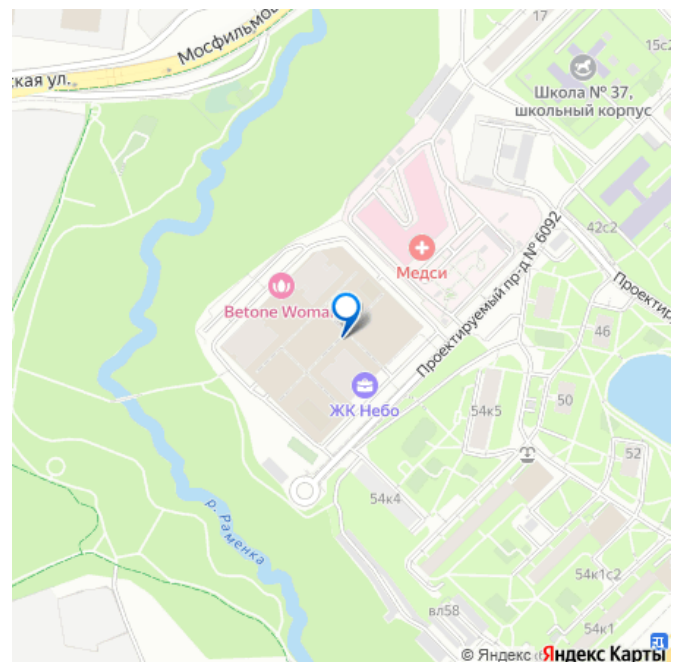 Мосфильмов
ская ул.
17
15с2
Школа № 37,
школьный корпус
42с2
Медси
Проектируемый пр-д № 6092
Проектир
Betone Woma
46
ЖК Небо
50
54к5
52
54к4
р. Раменка
54к1с2
вл58
54к1
© Яндекс
Яндекс Карты